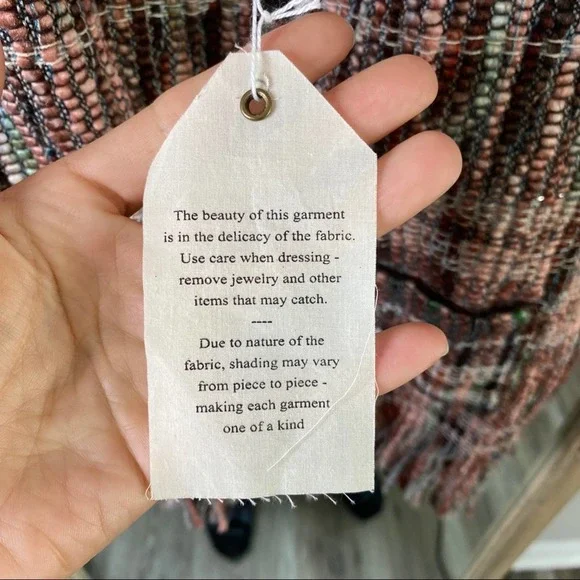 The beauty of this garment
is in the delicacy of the fabric.
Use care when dressing -
remove jewelry and other
items that may catch.
----
Due to nature of the
fabric, shading may vary
from piece to piece -
making each garment
one of a kind